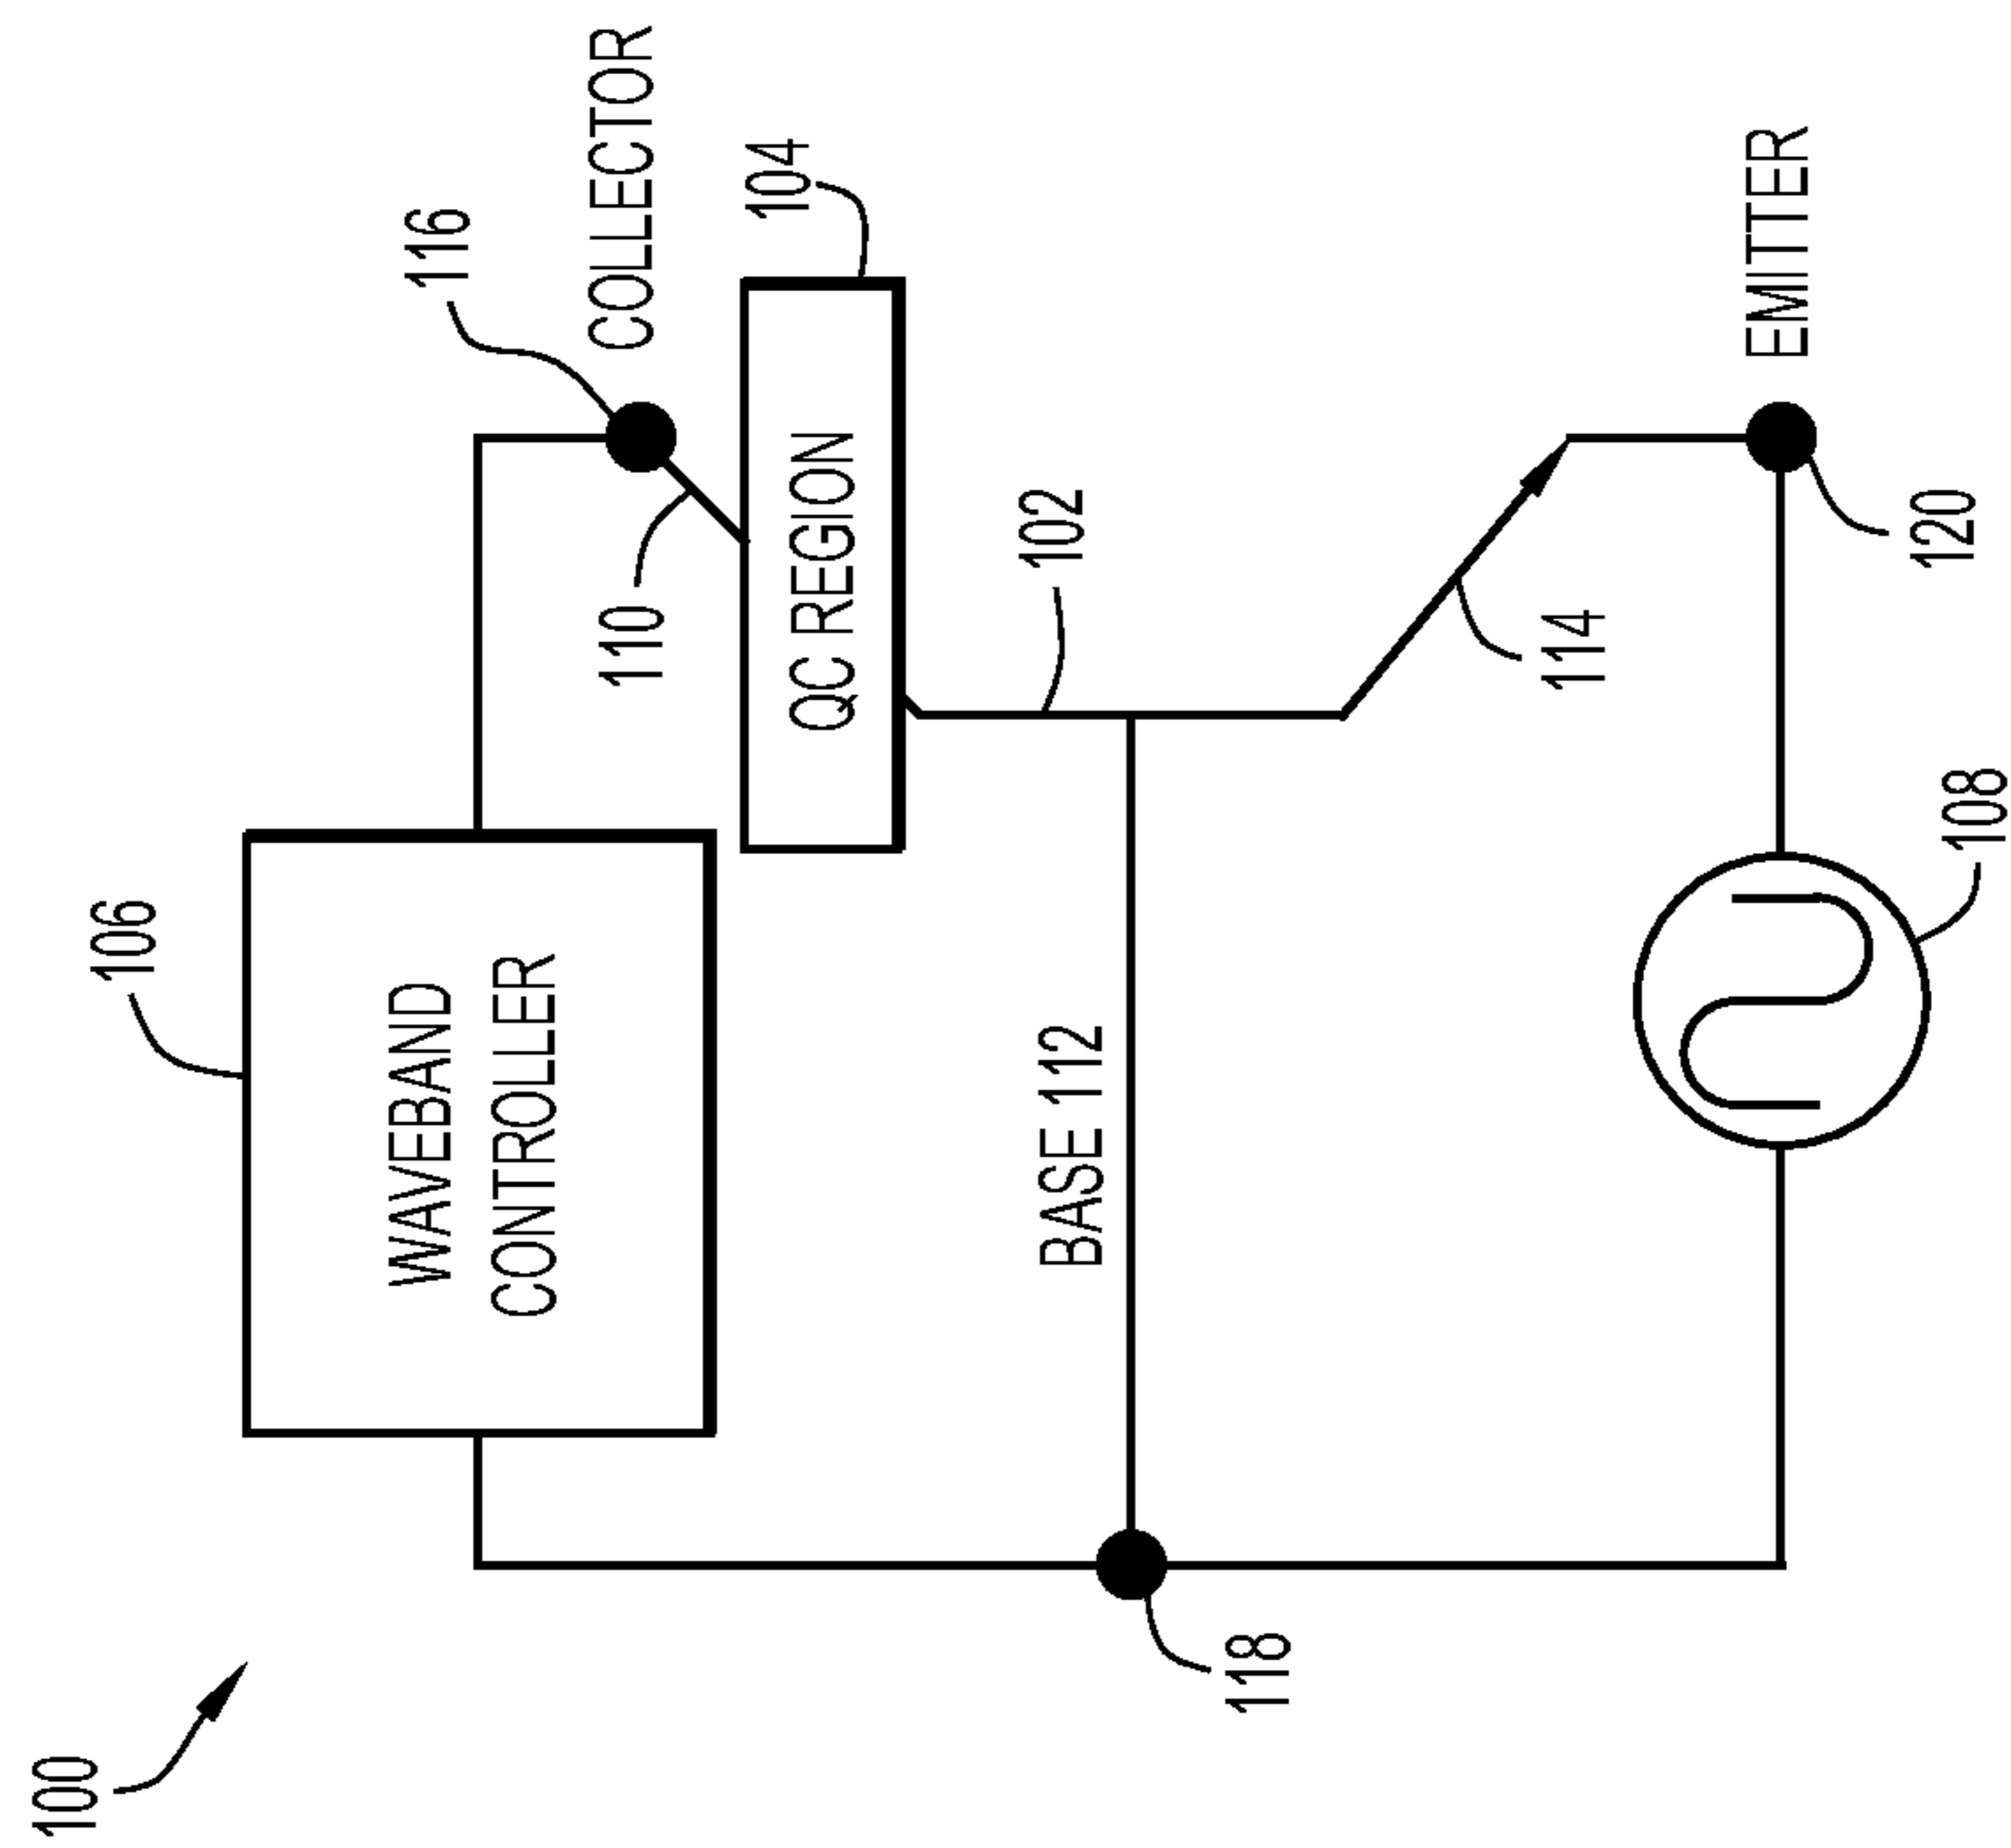 100
106
WAVEBAND
CONTROLLER
116
COLLECTOR
110
104
QC REGION
102
BASE 112
118
114
EMITTER
120
108